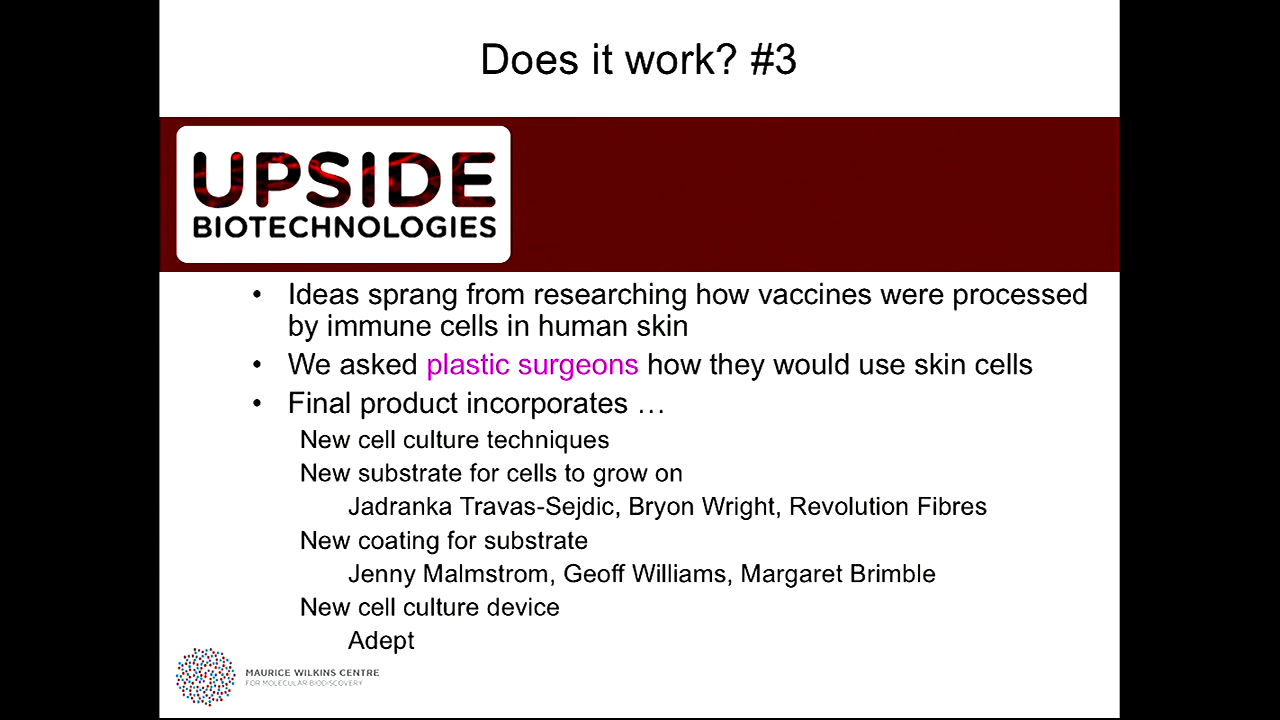 Does it work? #3
UPSIDE
BIOTECHNOLOGIES
• Ideas sprang from researching how vaccines were processed
by immune cells in human skin
• We asked plastic surgeons how they would use skin cells
• Final product incorporates …
New cell culture techniques
New substrate for cells to grow on
Jadranka Travas-Sejdic, Bryon Wright, Revolution Fibres
New coating for substrate
Jenny Malmstrom, Geoff Williams, Margaret Brimble
New cell culture device
Adept
MAURICE WILKINS CENTRE
FOR MOLECULAR BIODISCOVERY